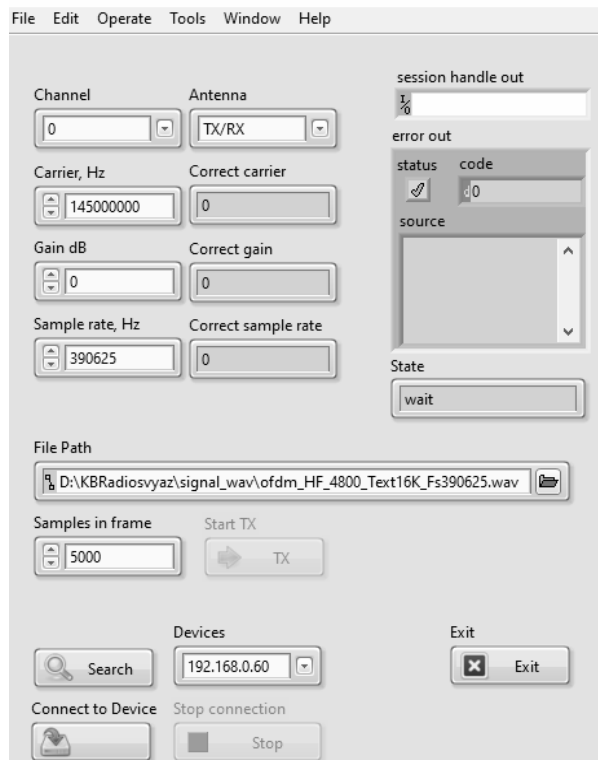 File Edit Operate Tools Window Help
session handle out
Channel Antenna
0 TX/RX
error out
status code
d 0
Carrier, Hz Correct carrier
145000000 0
source
Gain dB Correct gain
0 0
Sample rate, Hz Correct sample rate
390625 0
State
wait
File Path
D:\KBRadiosvyaz\signal_wav\ofdm_HF_4800_Text16K_Fs390625.wav
Samples in frame Start TX
5000 TX
Devices Exit
Search 192.168.0.60 Exit
Connect to Device Stop connection
Stop